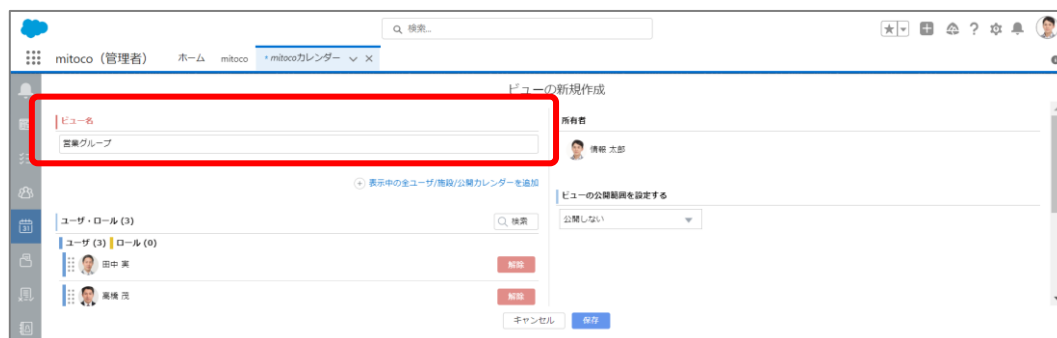 検索...
mitoco（管理者） ホーム mitoco * mitocoカレンダー
ビューの新規作成
ビュー名
営業グループ
所有者
情報 太郎
表示中の全ユーザ/施設/公開カレンダーを追加
ビューの公開範囲を設定する
公開しない
ユーザ・ロール (3) 検索
ユーザ (3) ロール (0)
田中 実 解除
高橋 茂 解除
キャンセル 保存
31